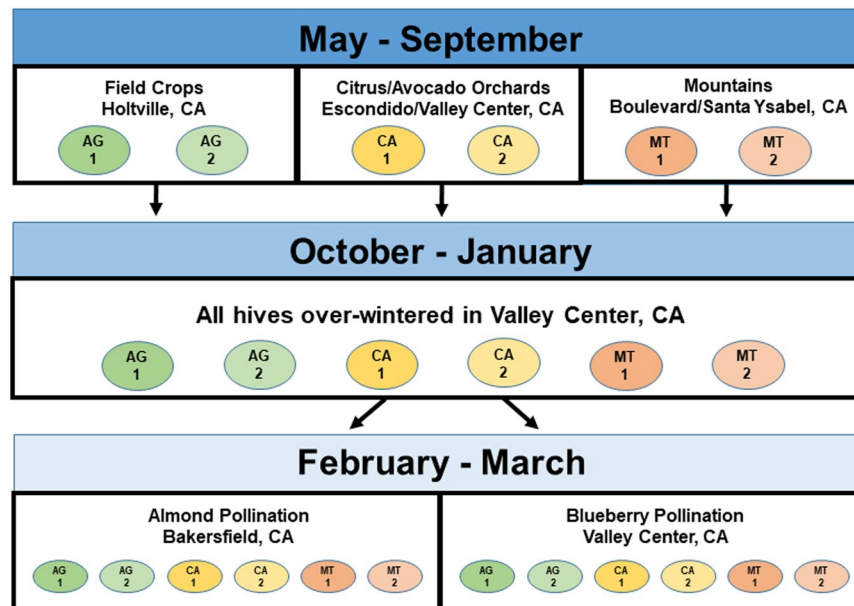 May - September
Field Crops
Holtville, CA
AG
1
AG
2
Citrus/Avocado Orchards
Escondido/Valley Center, CA
CA
1
CA
2
Mountains
Boulevard/Santa Ysabel, CA
MT
1
MT
2
October - January
All hives over-wintered in Valley Center, CA
AG
1
AG
2
CA
1
CA
2
MT
1
MT
2
February - March
Almond Pollination
Bakersfield, CA
AG
1
AG
2
CA
1
CA
2
MT
1
MT
2
Blueberry Pollination
Valley Center, CA
AG
1
AG
2
CA
1
CA
2
MT
1
MT
2